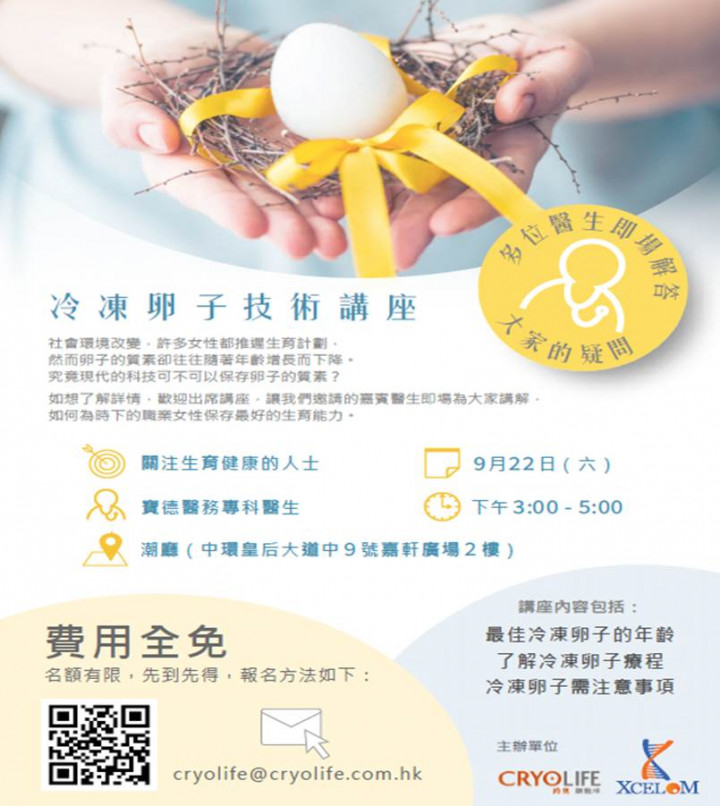 多位醫生即場解答
大家的疑問
冷凍卵子技術講座
社會環境改變，許多女性都推遲生育計劃，
然而卵子的質素卻往往隨著年齡增長而下降。
究竟現代的科技可不可以保存卵子的質素？
如想了解詳情，歡迎出席講座，讓我們邀請的嘉賓醫生即場為大家講解，
如何為時下的職業女性保存最好的生育能力。
關注生育健康的人士
9月22日（六）
寶德醫務專科醫生
下午3:00 - 5:00
潮廳（中環皇后大道中9號嘉軒廣場2樓）
費用全免
名額有限，先到先得，報名方法如下：
cryolife@cryolife.com.hk
講座內容包括：
最佳冷凍卵子的年齡
了解冷凍卵子療程
冷凍卵子需注意事項
主辦單位
CRYOLIFE
XCELOM